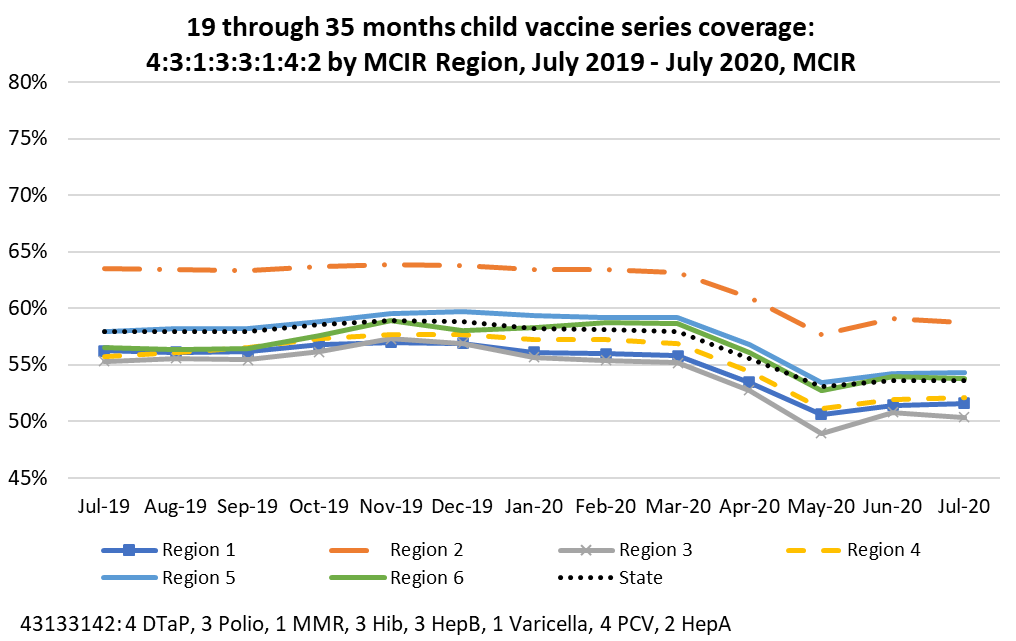 19 through 35 months child vaccine series coverage:
4:3:1:3:3:1:4:2 by MCIR Region, July 2019 - July 2020, MCIR
80%
75%
70%
65%
60%
55%
50%
45%
Jul-19 Aug-19 Sep-19 Oct-19 Nov-19 Dec-19 Jan-20 Feb-20 Mar-20 Apr-20 May-20 Jun-20 Jul-20
Region 1 Region 2 Region 3 Region 4
Region 5 Region 6 State
43133142: 4 DTaP, 3 Polio, 1 MMR, 3 Hib, 3 HepB, 1 Varicella, 4 PCV, 2 HepA